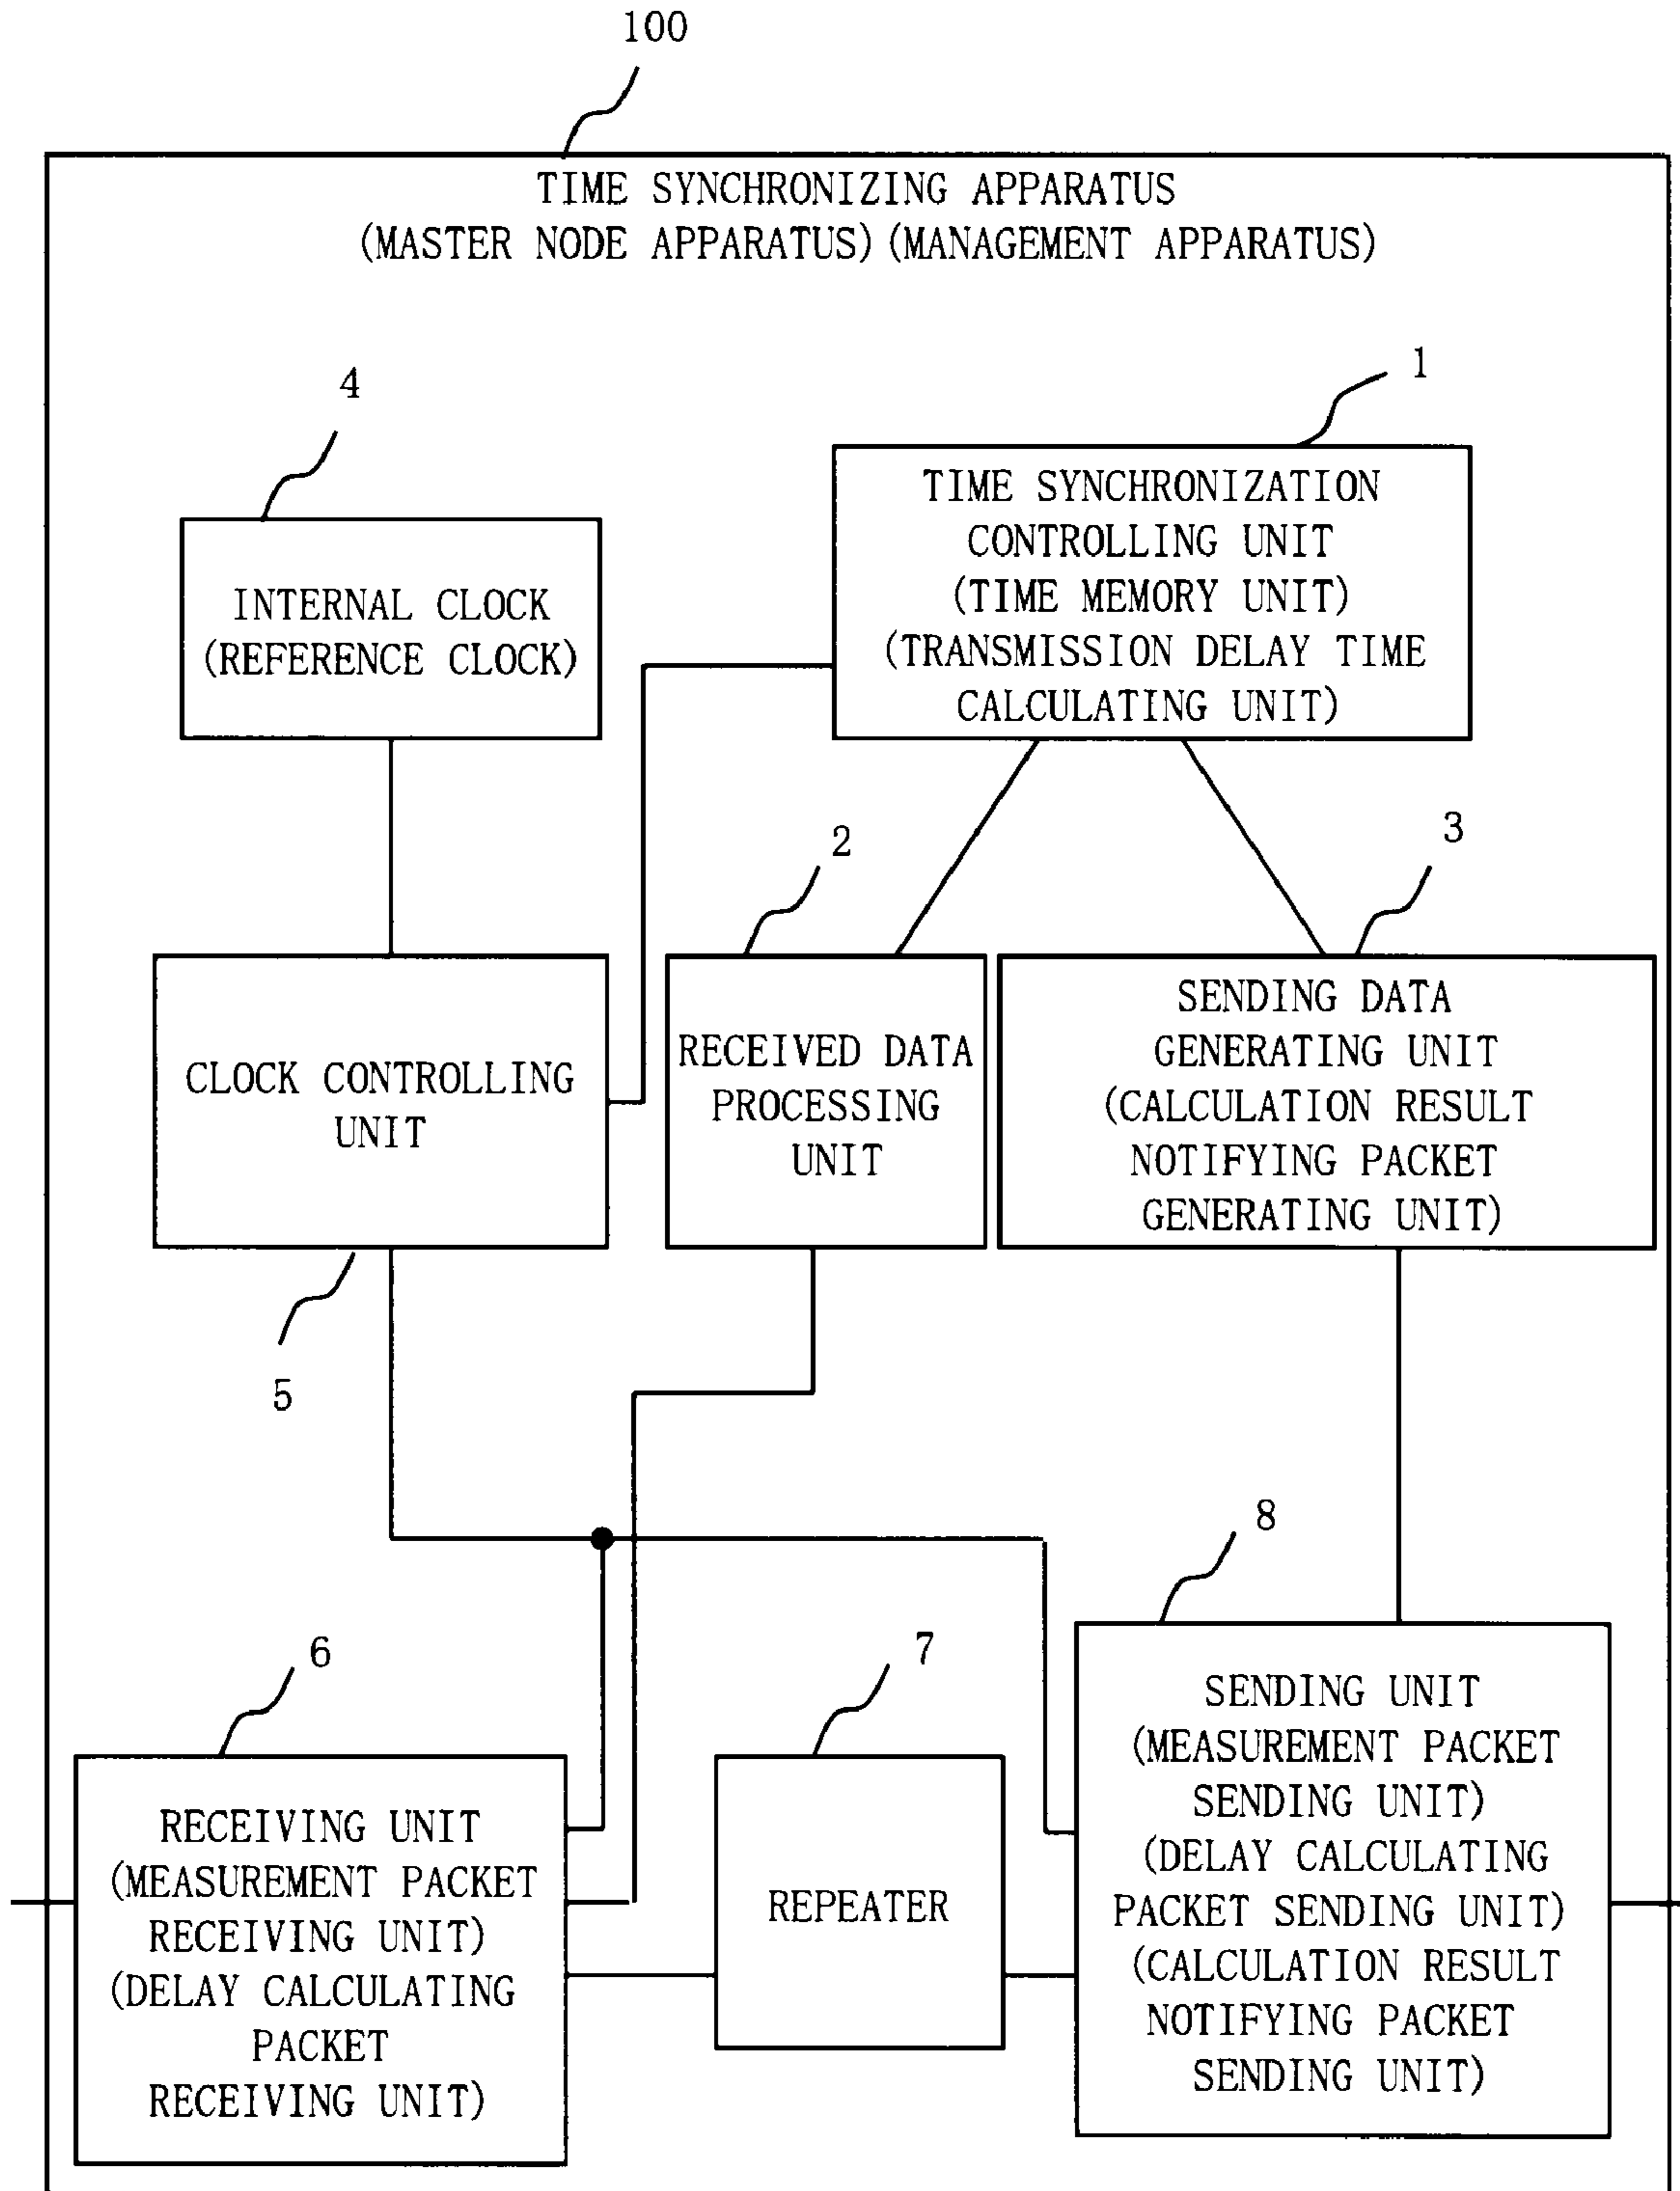 100
TIME SYNCHRONIZING APPARATUS
(MASTER NODE APPARATUS) (MANAGEMENT APPARATUS)
4
1
INTERNAL CLOCK
(REFERENCE CLOCK)
TIME SYNCHRONIZATION
CONTROLLING UNIT
(TIME MEMORY UNIT)
(TRANSMISSION DELAY TIME
CALCULATING UNIT)
2
3
CLOCK CONTROLLING
UNIT
RECEIVED DATA
PROCESSING
UNIT
SENDING DATA
GENERATING UNIT
(CALCULATION RESULT
NOTIFYING PACKET
GENERATING UNIT)
5
6
7
8
RECEIVING UNIT
(MEASUREMENT PACKET
RECEIVING UNIT)
(DELAY CALCULATING
PACKET
RECEIVING UNIT)
REPEATER
SENDING UNIT
(MEASUREMENT PACKET
SENDING UNIT)
(DELAY CALCULATING
PACKET SENDING UNIT)
(CALCULATION RESULT
NOTIFYING PACKET
SENDING UNIT)